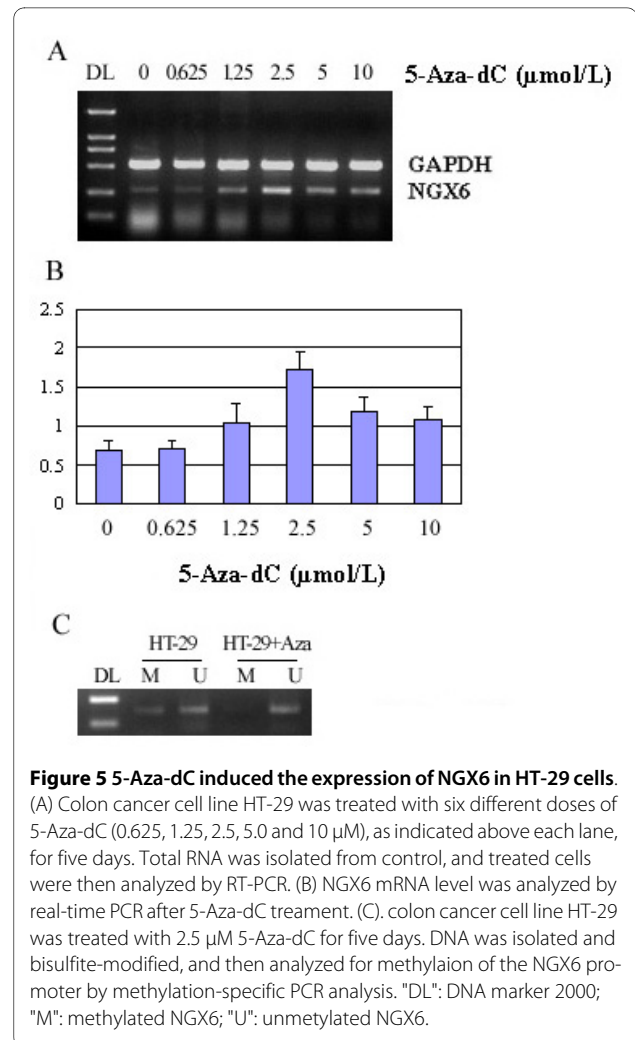 A
DL 0 0.625 1.25 2.5 5 10 5-Aza-dC (µmol/L)
GAPDH
NGX6
B
2.5
2
1.5
1
0.5
0
0 0.625 1.25 2.5 5 10
5-Aza-dC (µmol/L)
C
HT-29 HT-29+Aza
DL M U M U
Figure 5 5-Aza-dC induced the expression of NGX6 in HT-29 cells.
(A) Colon cancer cell line HT-29 was treated with six different doses of
5-Aza-dC (0.625, 1.25, 2.5, 5.0 and 10 µM), as indicated above each lane,
for five days. Total RNA was isolated from control, and treated cells
were then analyzed by RT-PCR. (B) NGX6 mRNA level was analyzed by
real-time PCR after 5-Aza-dC treament. (C). colon cancer cell line HT-29
was treated with 2.5 µM 5-Aza-dC for five days. DNA was isolated and
bisulfite-modified, and then analyzed for methylaion of the NGX6 pro-
moter by methylation-specific PCR analysis. "DL": DNA marker 2000;
"M": methylated NGX6; "U": unmetylated NGX6.